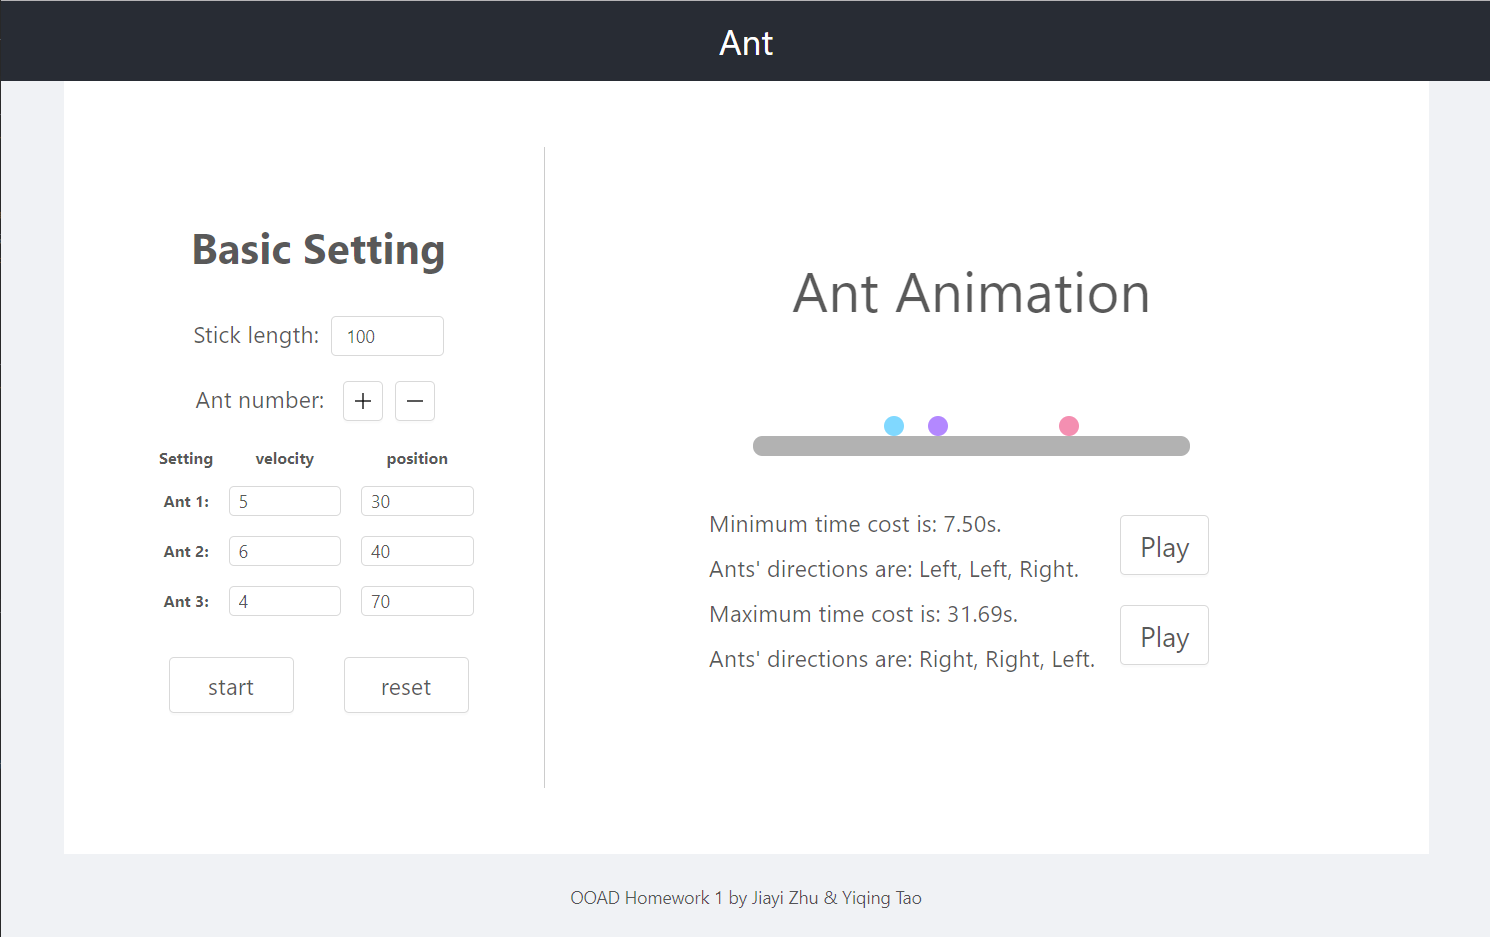 Ant
Basic Setting
Stick length: 100
Ant number: + −
Setting velocity position
Ant 1: 5 30
Ant 2: 6 40
Ant 3: 4 70
start reset
Ant Animation
Minimum time cost is: 7.50s.
Ants' directions are: Left, Left, Right.
Play
Maximum time cost is: 31.69s.
Ants' directions are: Right, Right, Left.
Play
OOAD Homework 1 by Jiayi Zhu & Yiqing Tao